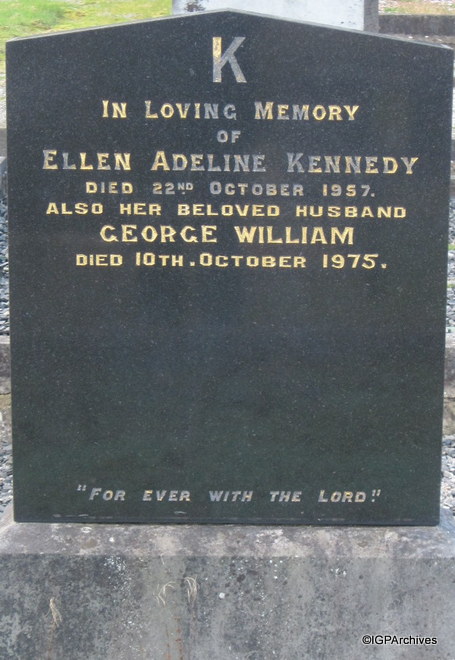 K
IN LOVING MEMORY
OF
ELLEN ADELINE KENNEDY
DIED 22ND OCTOBER 1957.
ALSO HER BELOVED HUSBAND
GEORGE WILLIAM
DIED 10TH. OCTOBER 1975.
"FOR EVER WITH THE LORD."
©IGPArchives